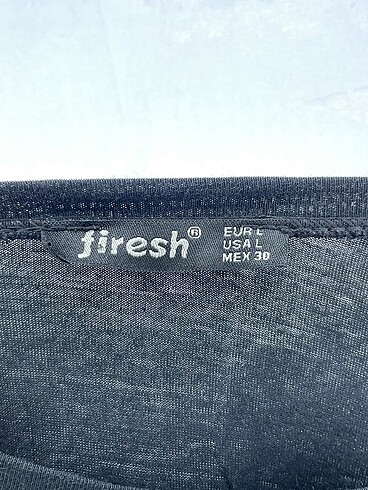 firesh®
EUR L
USA L
MEX 30